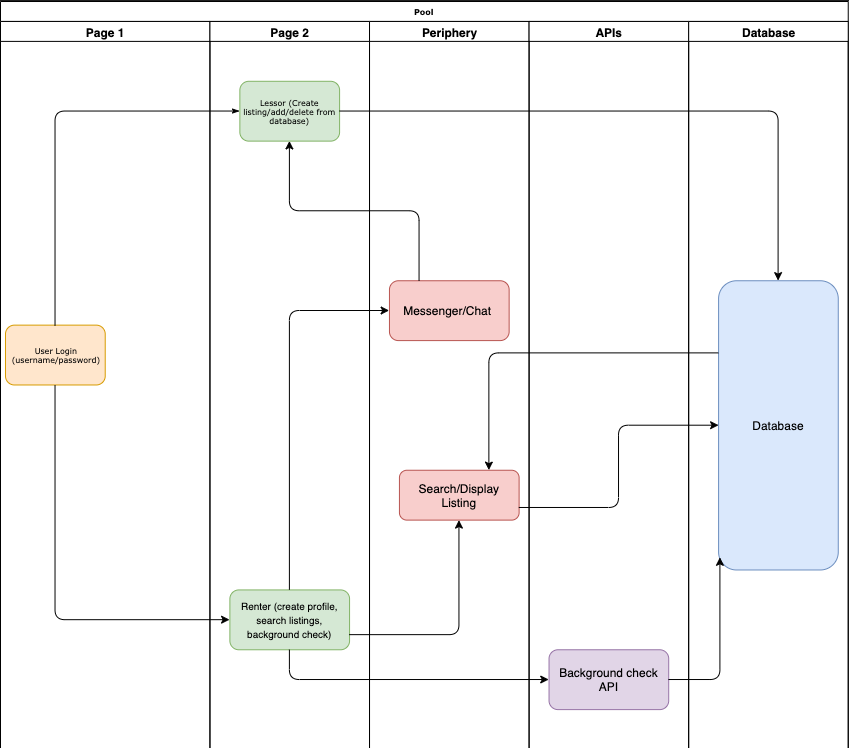 Pool
Page 1
Page 2
Periphery
APIs
Database
Lessor (Create
listing/add/delete from
database)
Messenger/Chat
User Login
(username/password)
Database
Search/Display
Listing
Renter (create profile,
search listings,
background check)
Background check
API